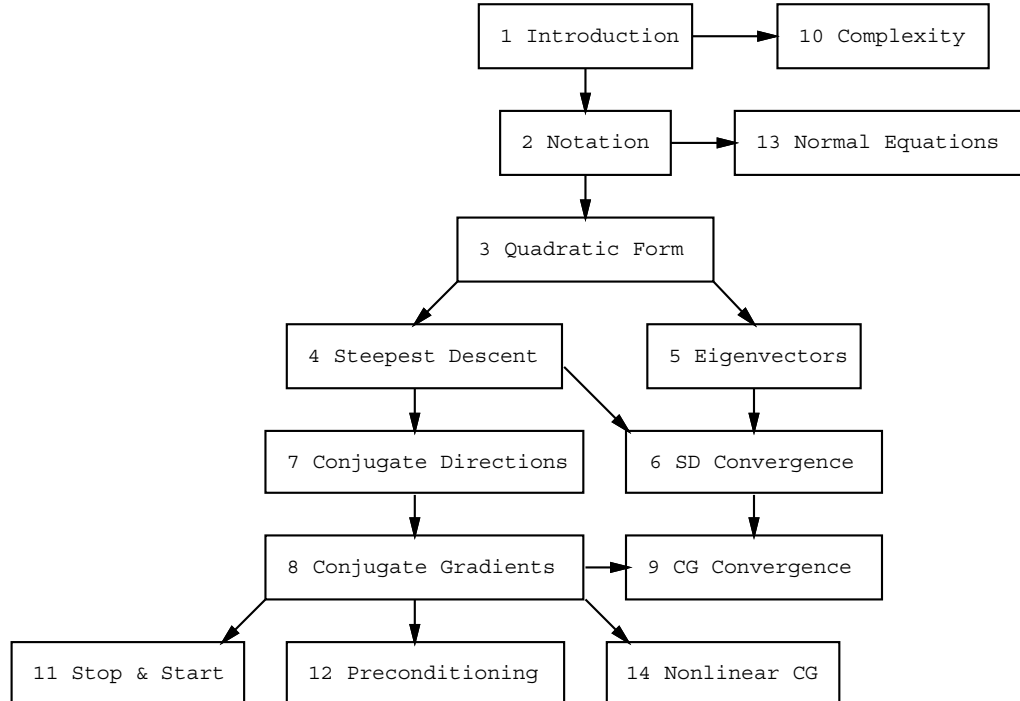 1 Introduction
10 Complexity
2 Notation
13 Normal Equations
3 Quadratic Form
4 Steepest Descent
5 Eigenvectors
7 Conjugate Directions
6 SD Convergence
8 Conjugate Gradients
9 CG Convergence
11 Stop & Start
12 Preconditioning
14 Nonlinear CG